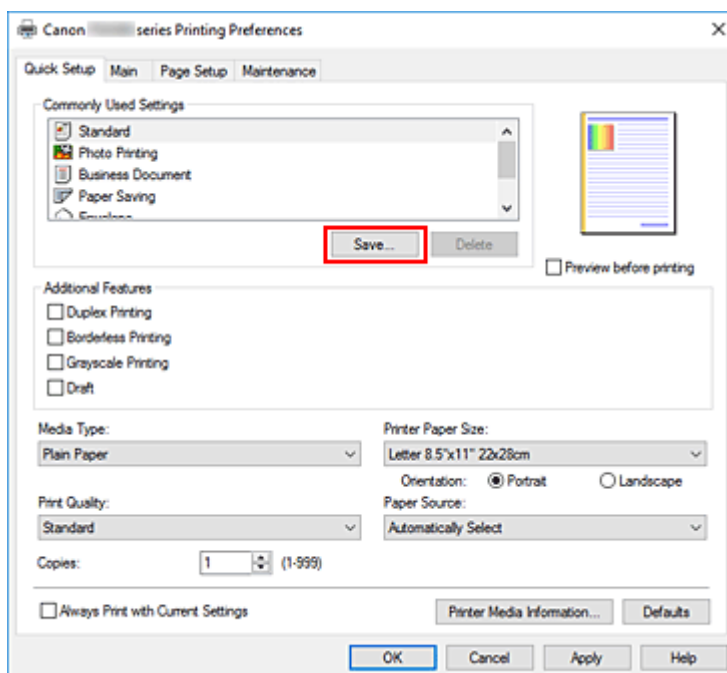 Canon series Printing Preferences
Quick Setup Main Page Setup Maintenance
Commonly Used Settings
Standard
Photo Printing
Business Document
Paper Saving
Envelope
Save... Delete
Preview before printing
Additional Features
Duplex Printing
Borderless Printing
Grayscale Printing
Draft
Media Type: Printer Paper Size:
Plain Paper Letter 8.5"x11" 22x28cm
Orientation: Portrait Landscape
Print Quality: Paper Source:
Standard Automatically Select
Copies: 1 (1-999)
Always Print with Current Settings Printer Media Information... Defaults
OK Cancel Apply Help